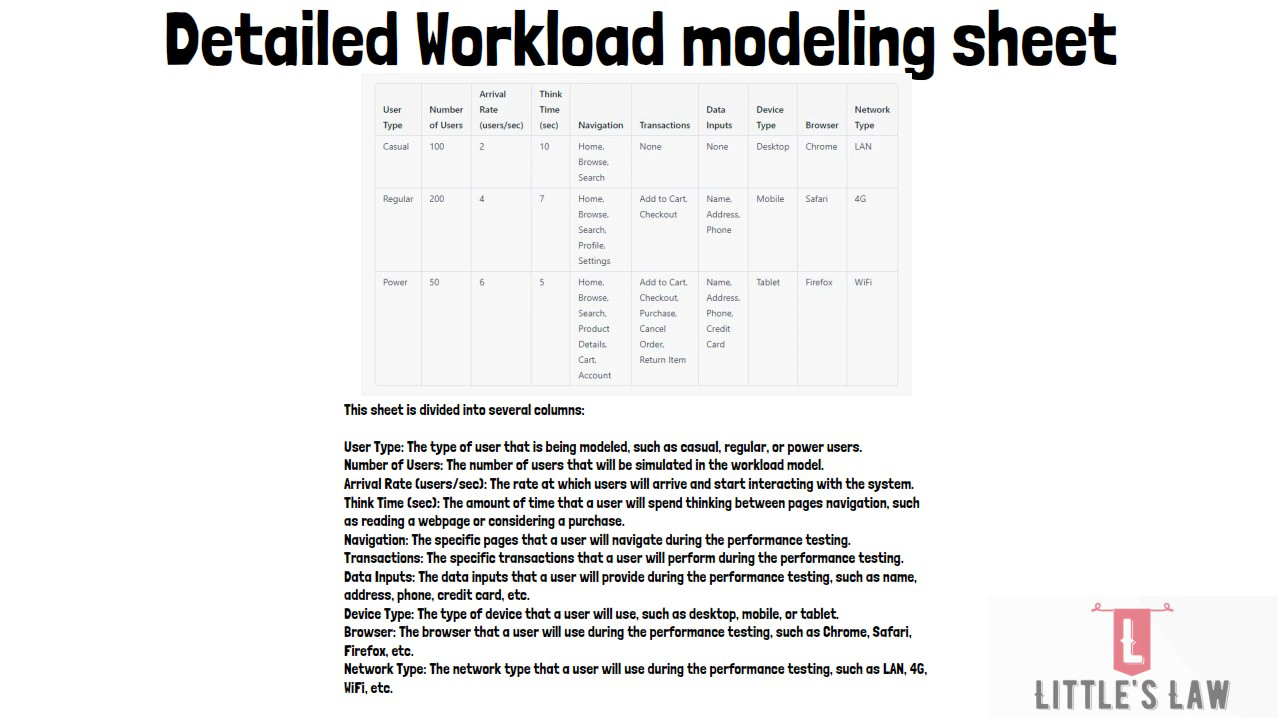 Detailed Workload modeling sheet
User Type Number of Users Arrival Rate (users/sec) Think Time (sec) Navigation Transactions Data Inputs Device Type Browser Network Type
Casual 100 2 10 Home, Browse, Search None None Desktop Chrome LAN
Regular 200 4 7 Home, Browse, Search, Profile, Settings Add to Cart, Checkout Name, Address, Phone Mobile Safari 4G
Power 50 6 5 Home, Browse, Search, Product Details, Cart, Account Add to Cart, Checkout, Purchase, Cancel Order, Return Item Name, Address, Phone, Credit Card Tablet Firefox WiFi
This sheet is divided into several columns:
User Type: The type of user that is being modeled, such as casual, regular, or power users.
Number of Users: The number of users that will be simulated in the workload model.
Arrival Rate (users/sec): The rate at which users will arrive and start interacting with the system.
Think Time (sec): The amount of time that a user will spend thinking between pages navigation, such
as reading a webpage or considering a purchase.
Navigation: The specific pages that a user will navigate during the performance testing.
Transactions: The specific transactions that a user will perform during the performance testing.
Data Inputs: The data inputs that a user will provide during the performance testing, such as name,
address, phone, credit card, etc.
Device Type: The type of device that a user will use, such as desktop, mobile, or tablet.
Browser: The browser that a user will use during the performance testing, such as Chrome, Safari,
Firefox, etc.
Network Type: The network type that a user will use during the performance testing, such as LAN, 4G,
WiFi, etc.
L
LITTLE'S LAW